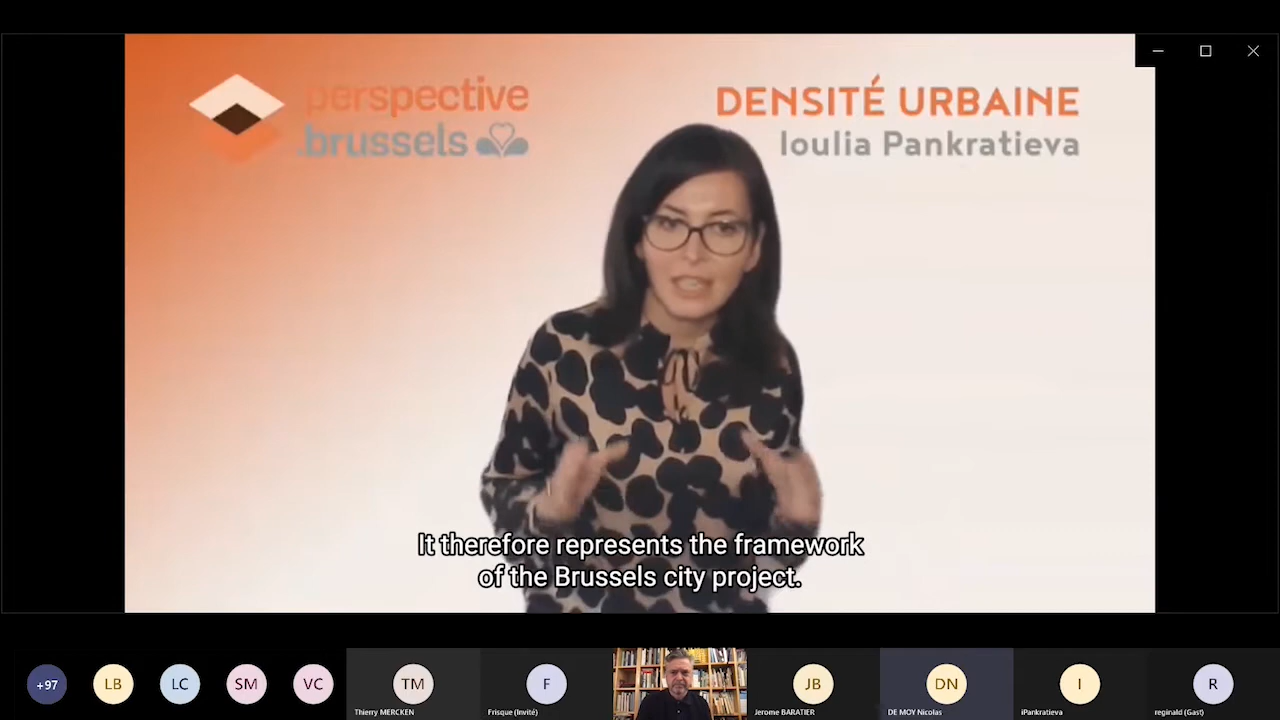 perspective
.brussels
DENSITÉ URBAINE
Ioulia Pankratieva
It therefore represents the framework
of the Brussels city project.
+97
LB
LC
SM
VC
TM
F
JB
DN
I
R
Thierry MERCKEN
Frisque (Invité)
Jerome BARATIER
DE MOY Nicolas
iPankratieva
reginald (Gast)